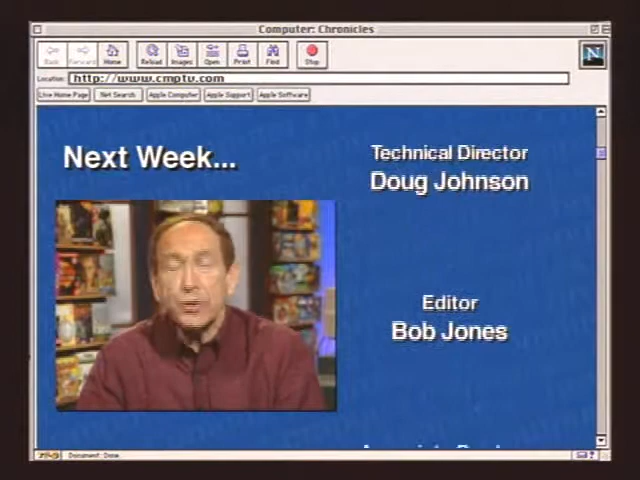 Computer: Chronicles
Back
Forward
Home
Reload
Images
Open
Print
Find
Stop
N
Location: http://www.cmptv.com
Live Home Page
Net Search
Apple Computer
Apple Support
Apple Software
Next Week...
Technical Director
Doug Johnson
Editor
Bob Jones
Document: Done.